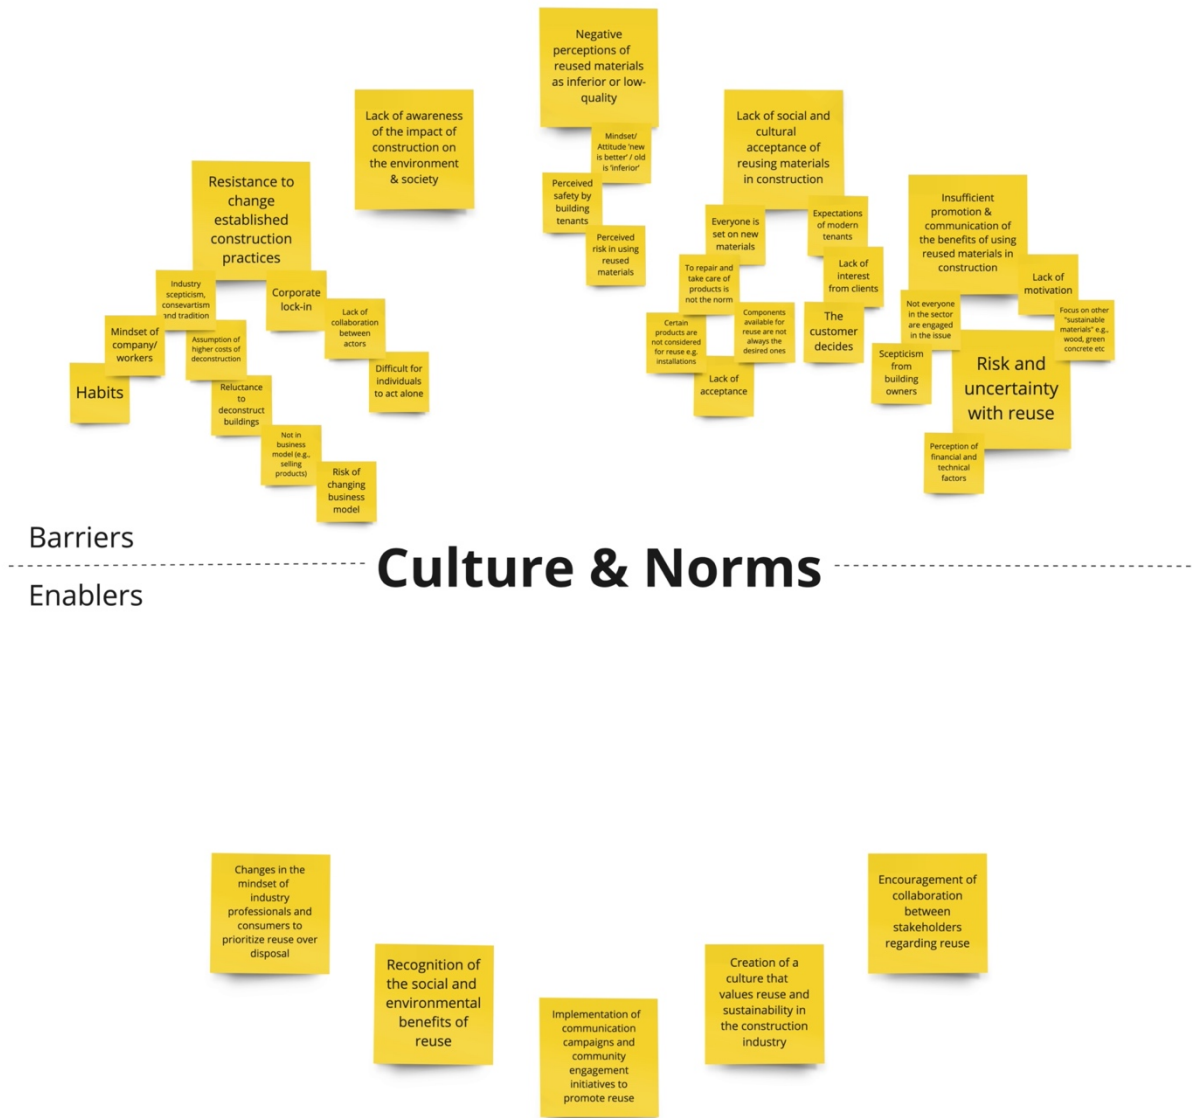 Negative
perceptions of
reused materials
as inferior or low-
quality
Mindset/
Attitude 'new
is better' / old
is 'inferior'
Perceived
safety by
building
tenants
Perceived
risk in using
reused
materials
Lack of awareness
of the impact of
construction on
the environment
& society
Resistance to
change
established
construction
practices
Industry
scepticism,
consevartism
and tradition
Mindset of
company/
workers
Habits
Assumption of
higher costs of
deconstruction
Reluctance
to
deconstruct
buildings
Not in
business
model (e.g.,
selling
products)
Risk of
changing
business
model
Corporate
lock-in
Lack of
collaboration
between
actors
Difficult for
individuals
to act alone
Lack of social and
cultural
acceptance of
reusing materials
in construction
Everyone is
set on new
materials
To repair and
take care of
products is
not the norm
Certain
products are
not considered
for reuse e.g.
installations
Components
available for
reuse are not
always the
desired ones
Lack of
acceptance
Expectations
of modern
tenants
Lack of
interest
from clients
The
customer
decides
Insufficient
promotion &
communication of
the benefits of using
reused materials in
construction
Lack of
motivation
Focus on other
"sustainable
materials" e.g.,
wood, green
concrete etc
Not everyone
in the sector
are engaged
in the issue
Scepticism
from
building
owners
Risk and
uncertainty
with reuse
Perception of
financial and
technical
factors
Barriers
Culture & Norms
Enablers
Changes in the
mindset of
industry
professionals and
consumers to
prioritize reuse over
disposal
Recognition of
the social and
environmental
benefits of
reuse
Implementation of
communication
campaigns and
community
engagement
initiatives to
promote reuse
Creation of a
culture that
values reuse and
sustainability in
the construction
industry
Encouragement of
collaboration
between
stakeholders
regarding reuse